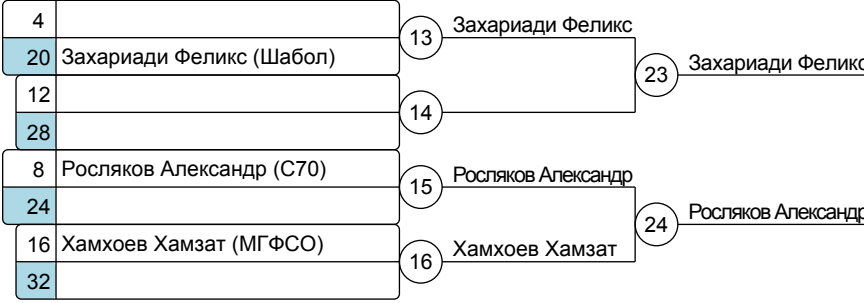 4
13
Захариади Феликс
20 Захариади Феликс (Шабол)
23
Захариади Феликс
12
14
28
8 Росляков Александр (С70)
15
Росляков Александр
24
24
Росляков Александр
16 Хамхоев Хамзат (МГФСО)
16
Хамхоев Хамзат
32